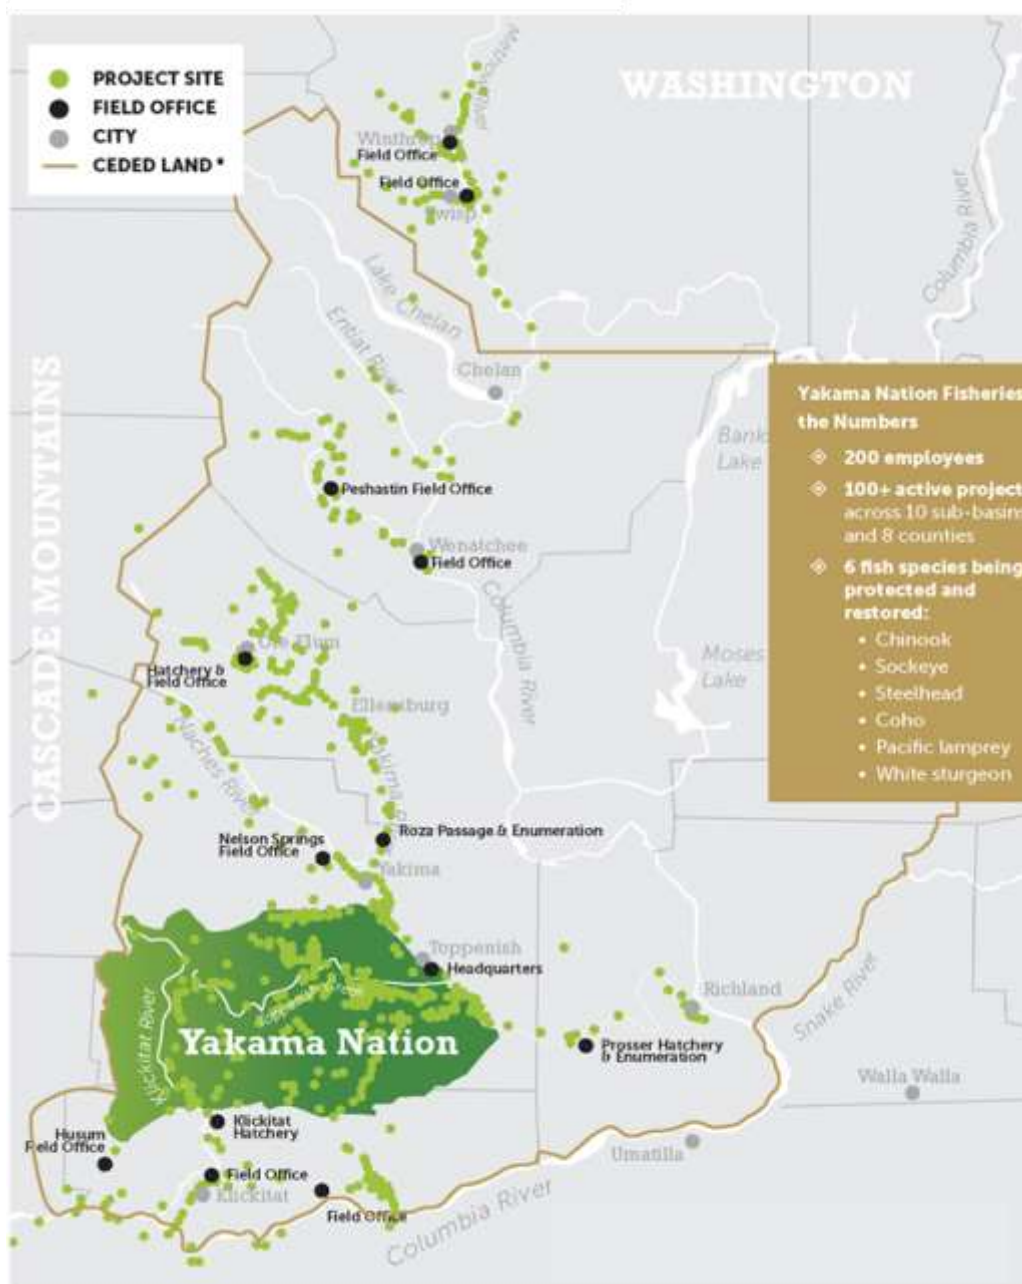 PROJECT SITE
FIELD OFFICE
CITY
CEDED LAND *
WASHINGTON
Methow River
Winthrop
Field Office
Field Office
Twisp
Columbia River
Lake Chelan
Entiat River
Chelan
CASCADE MOUNTAINS
Yakama Nation Fisheries
the Numbers
200 employees
100+ active project
across 10 sub-basins
and 8 counties
6 fish species being
protected and
restored:
• Chinook
• Sockeye
• Steelhead
• Coho
• Pacific lamprey
• White sturgeon
Bank
Lake
Peshastin Field Office
Wenatchee
Field Office
Columbia River
Cle Elum
Hatchery &
Field Office
Moses
Lake
Ellensburg
Naches River
Yakima
Roza Passage & Enumeration
Nelson Springs
Field Office
Yakima
Toppenish
Headquarters
Toppenish Creek
Klickitat River
Yakama Nation
Richland
Snake River
Prosser Hatchery
& Enumeration
Walla Walla
Klickitat
Hatchery
Husum
Field Office
Umatilla
Field Office
Klickitat
Field Office
Columbia River